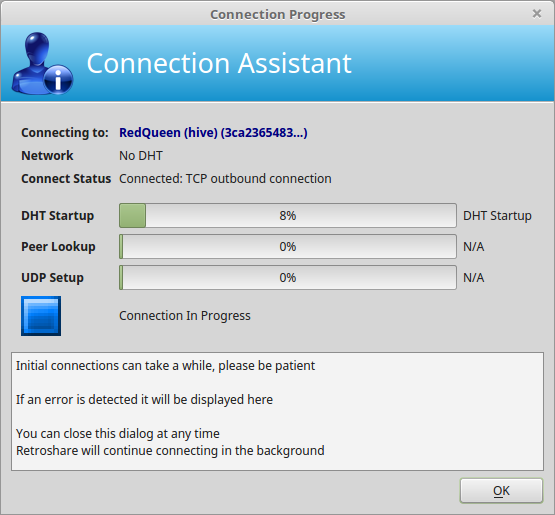 Connection Progress
Connection Assistant
Connecting to: RedQueen (hive) (3ca2365483...)
Network No DHT
Connect Status Connected: TCP outbound connection
DHT Startup 8% DHT Startup
Peer Lookup 0% N/A
UDP Setup 0% N/A
Connection In Progress
Initial connections can take a while, please be patient
If an error is detected it will be displayed here
You can close this dialog at any time
Retroshare will continue connecting in the background
OK